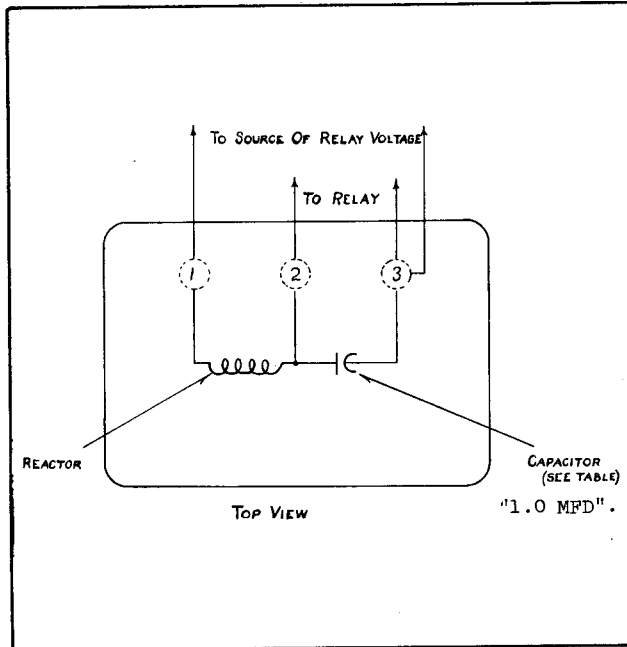 To Source Of Relay Voltage
To Relay
1 2 3
Reactor
Capacitor
(See Table)
"1.0 MFD".
Top View